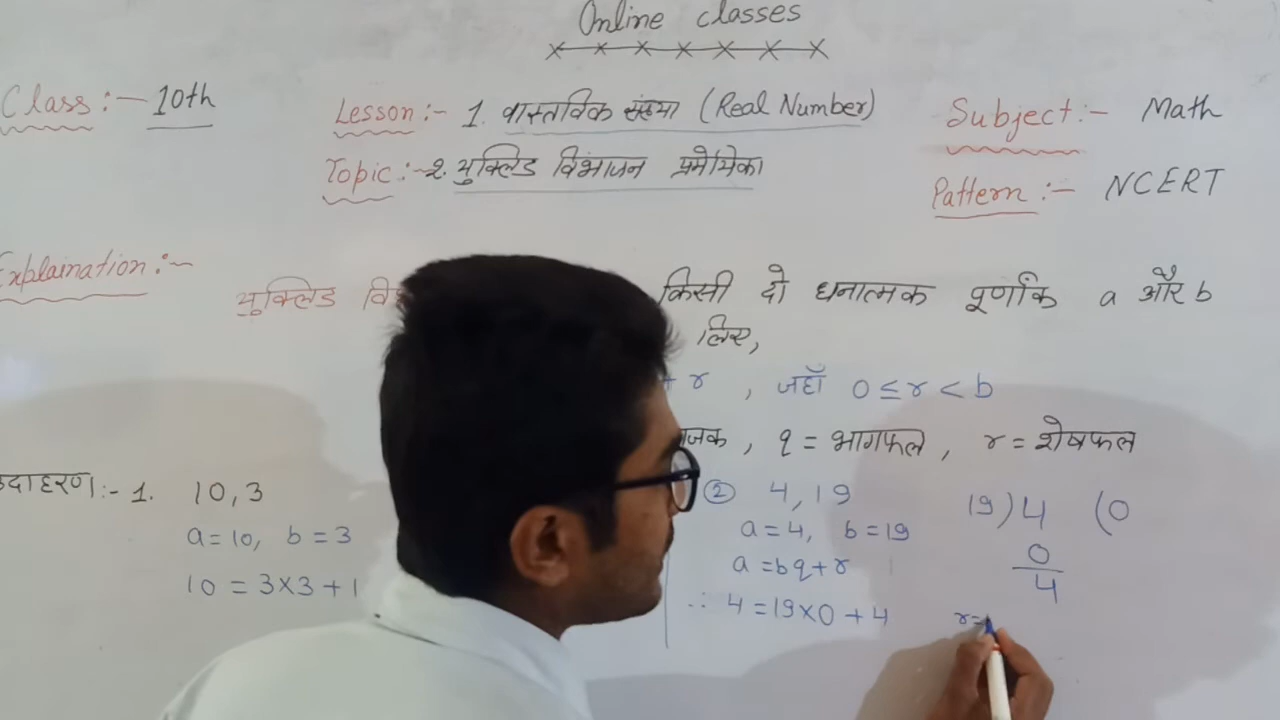 Online classes
Class:- 10th
Lesson:- 1. वास्तविक संख्या (Real Number)
Subject:- Math
Topic:- 2. युक्लिड विभाजन प्रमेयिका
Pattern:- NCERT
Explaination:-
युक्लिड वि किसी दो धनात्मक पूर्णांक a और b
लिए,
+ r , जहाँ 0 ≤ r < b
जक , q = भागफल , r = शेषफल
उदाहरण:- 1. 10, 3
a = 10, b = 3
10 = 3×3 + 1
② 4, 19
a = 4, b = 19
a = bq + r
∴ 4 = 19×0 + 4
19)4 (0
0
4
r =